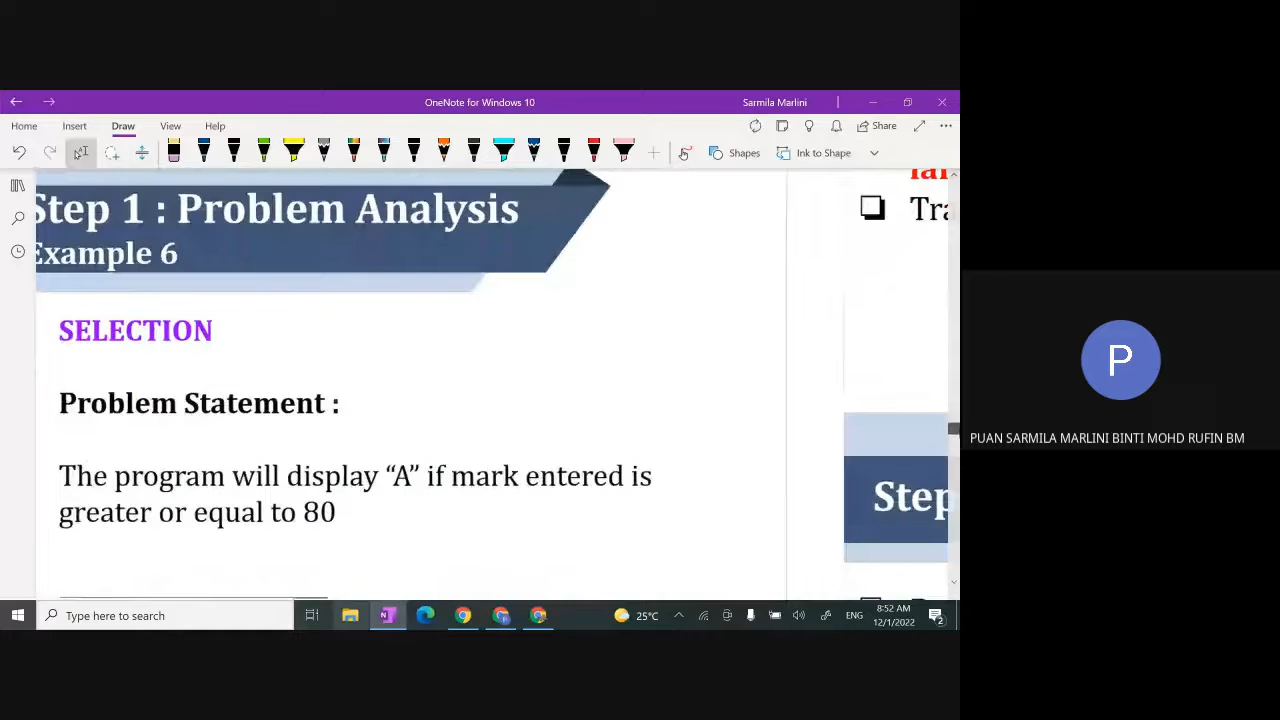 OneNote for Windows 10
Sarmila Marlini
Home Insert Draw View Help
Share
Shapes
Ink to Shape
Step 1 : Problem Analysis
Example 6
SELECTION
Problem Statement :
The program will display “A” if mark entered is
greater or equal to 80
Tra
Step
P
PUAN SARMILA MARLINI BINTI MOHD RUFIN BM
Type here to search
25°C
ENG
8:52 AM
12/1/2022
2